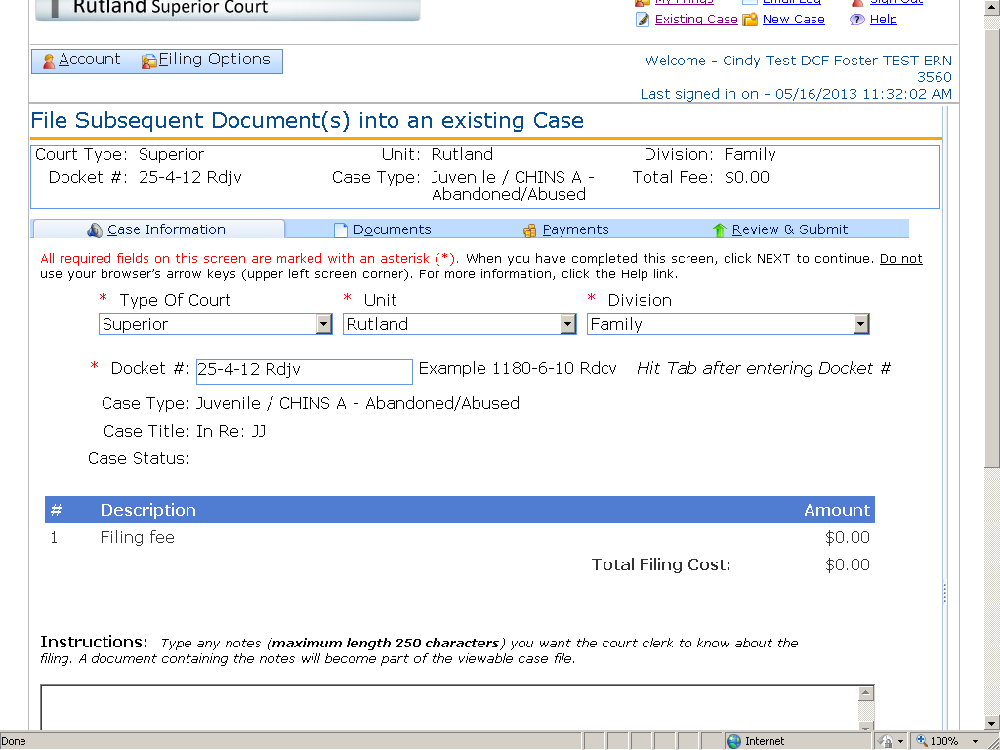 Rutland Superior Court
My Filings Email Log Sign Out
Existing Case New Case Help
Account Filing Options
Welcome - Cindy Test DCF Foster TEST ERN
3560
Last signed in on - 05/16/2013 11:32:02 AM
File Subsequent Document(s) into an existing Case
Court Type: Superior Unit: Rutland Division: Family
Docket #: 25-4-12 Rdjv Case Type: Juvenile / CHINS A - Total Fee: $0.00
Abandoned/Abused
Case Information Documents Payments Review & Submit
All required fields on this screen are marked with an asterisk (*). When you have completed this screen, click NEXT to continue. Do not
use your browser's arrow keys (upper left screen corner). For more information, click the Help link.
* Type Of Court * Unit * Division
Superior Rutland Family
* Docket #: 25-4-12 Rdjv Example 1180-6-10 Rdcv Hit Tab after entering Docket #
Case Type: Juvenile / CHINS A - Abandoned/Abused
Case Title: In Re: JJ
Case Status:
# Description Amount
1 Filing fee $0.00
Total Filing Cost: $0.00
Instructions: Type any notes (maximum length 250 characters) you want the court clerk to know about the
filing. A document containing the notes will become part of the viewable case file.
Done Internet 100%